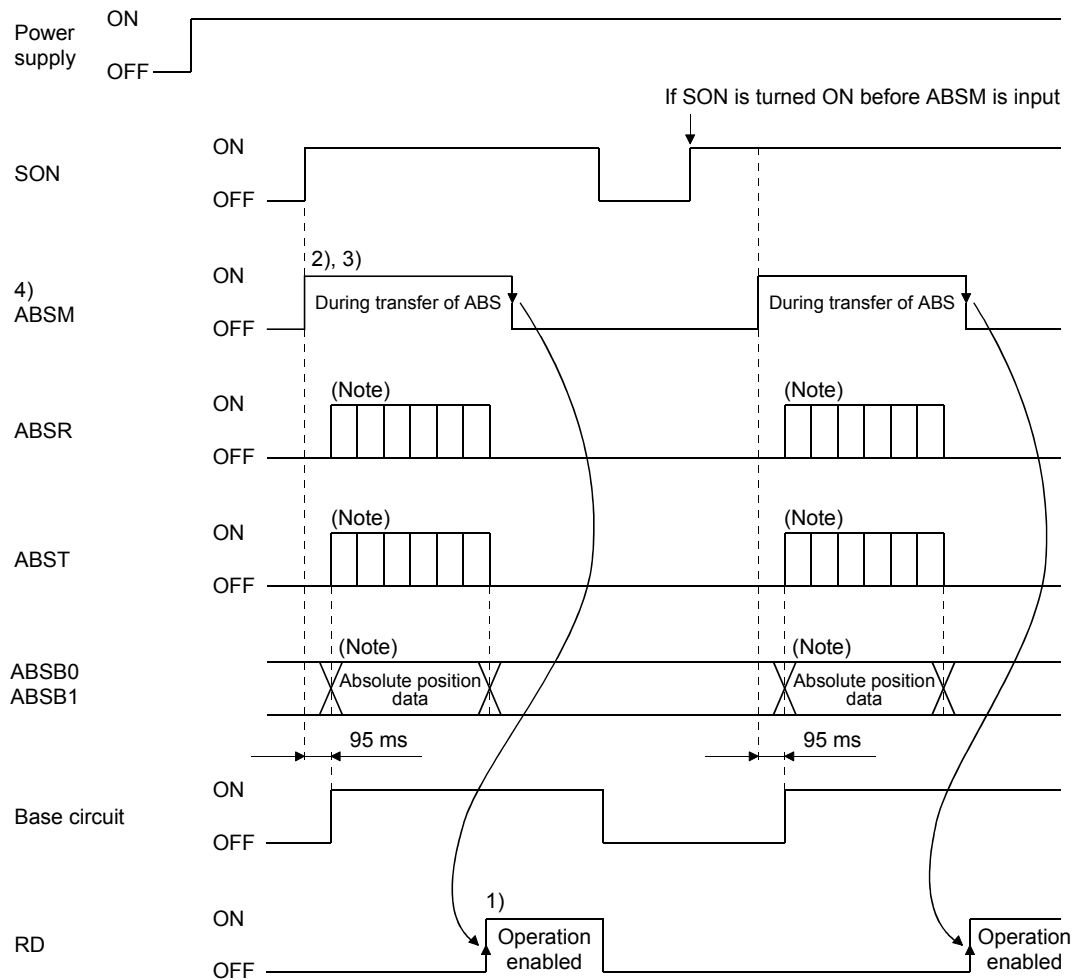 Power
supply
ON
OFF
If SON is turned ON before ABSM is input
SON
ON
OFF
4)
ABSM
ON
OFF
2), 3)
During transfer of ABS
During transfer of ABS
ABSR
ON
OFF
(Note)
(Note)
ABST
ON
OFF
(Note)
(Note)
ABSB0
ABSB1
(Note)
Absolute position
data
(Note)
Absolute position
data
95 ms
95 ms
Base circuit
ON
OFF
RD
ON
OFF
1)
Operation
enabled
Operation
enabled